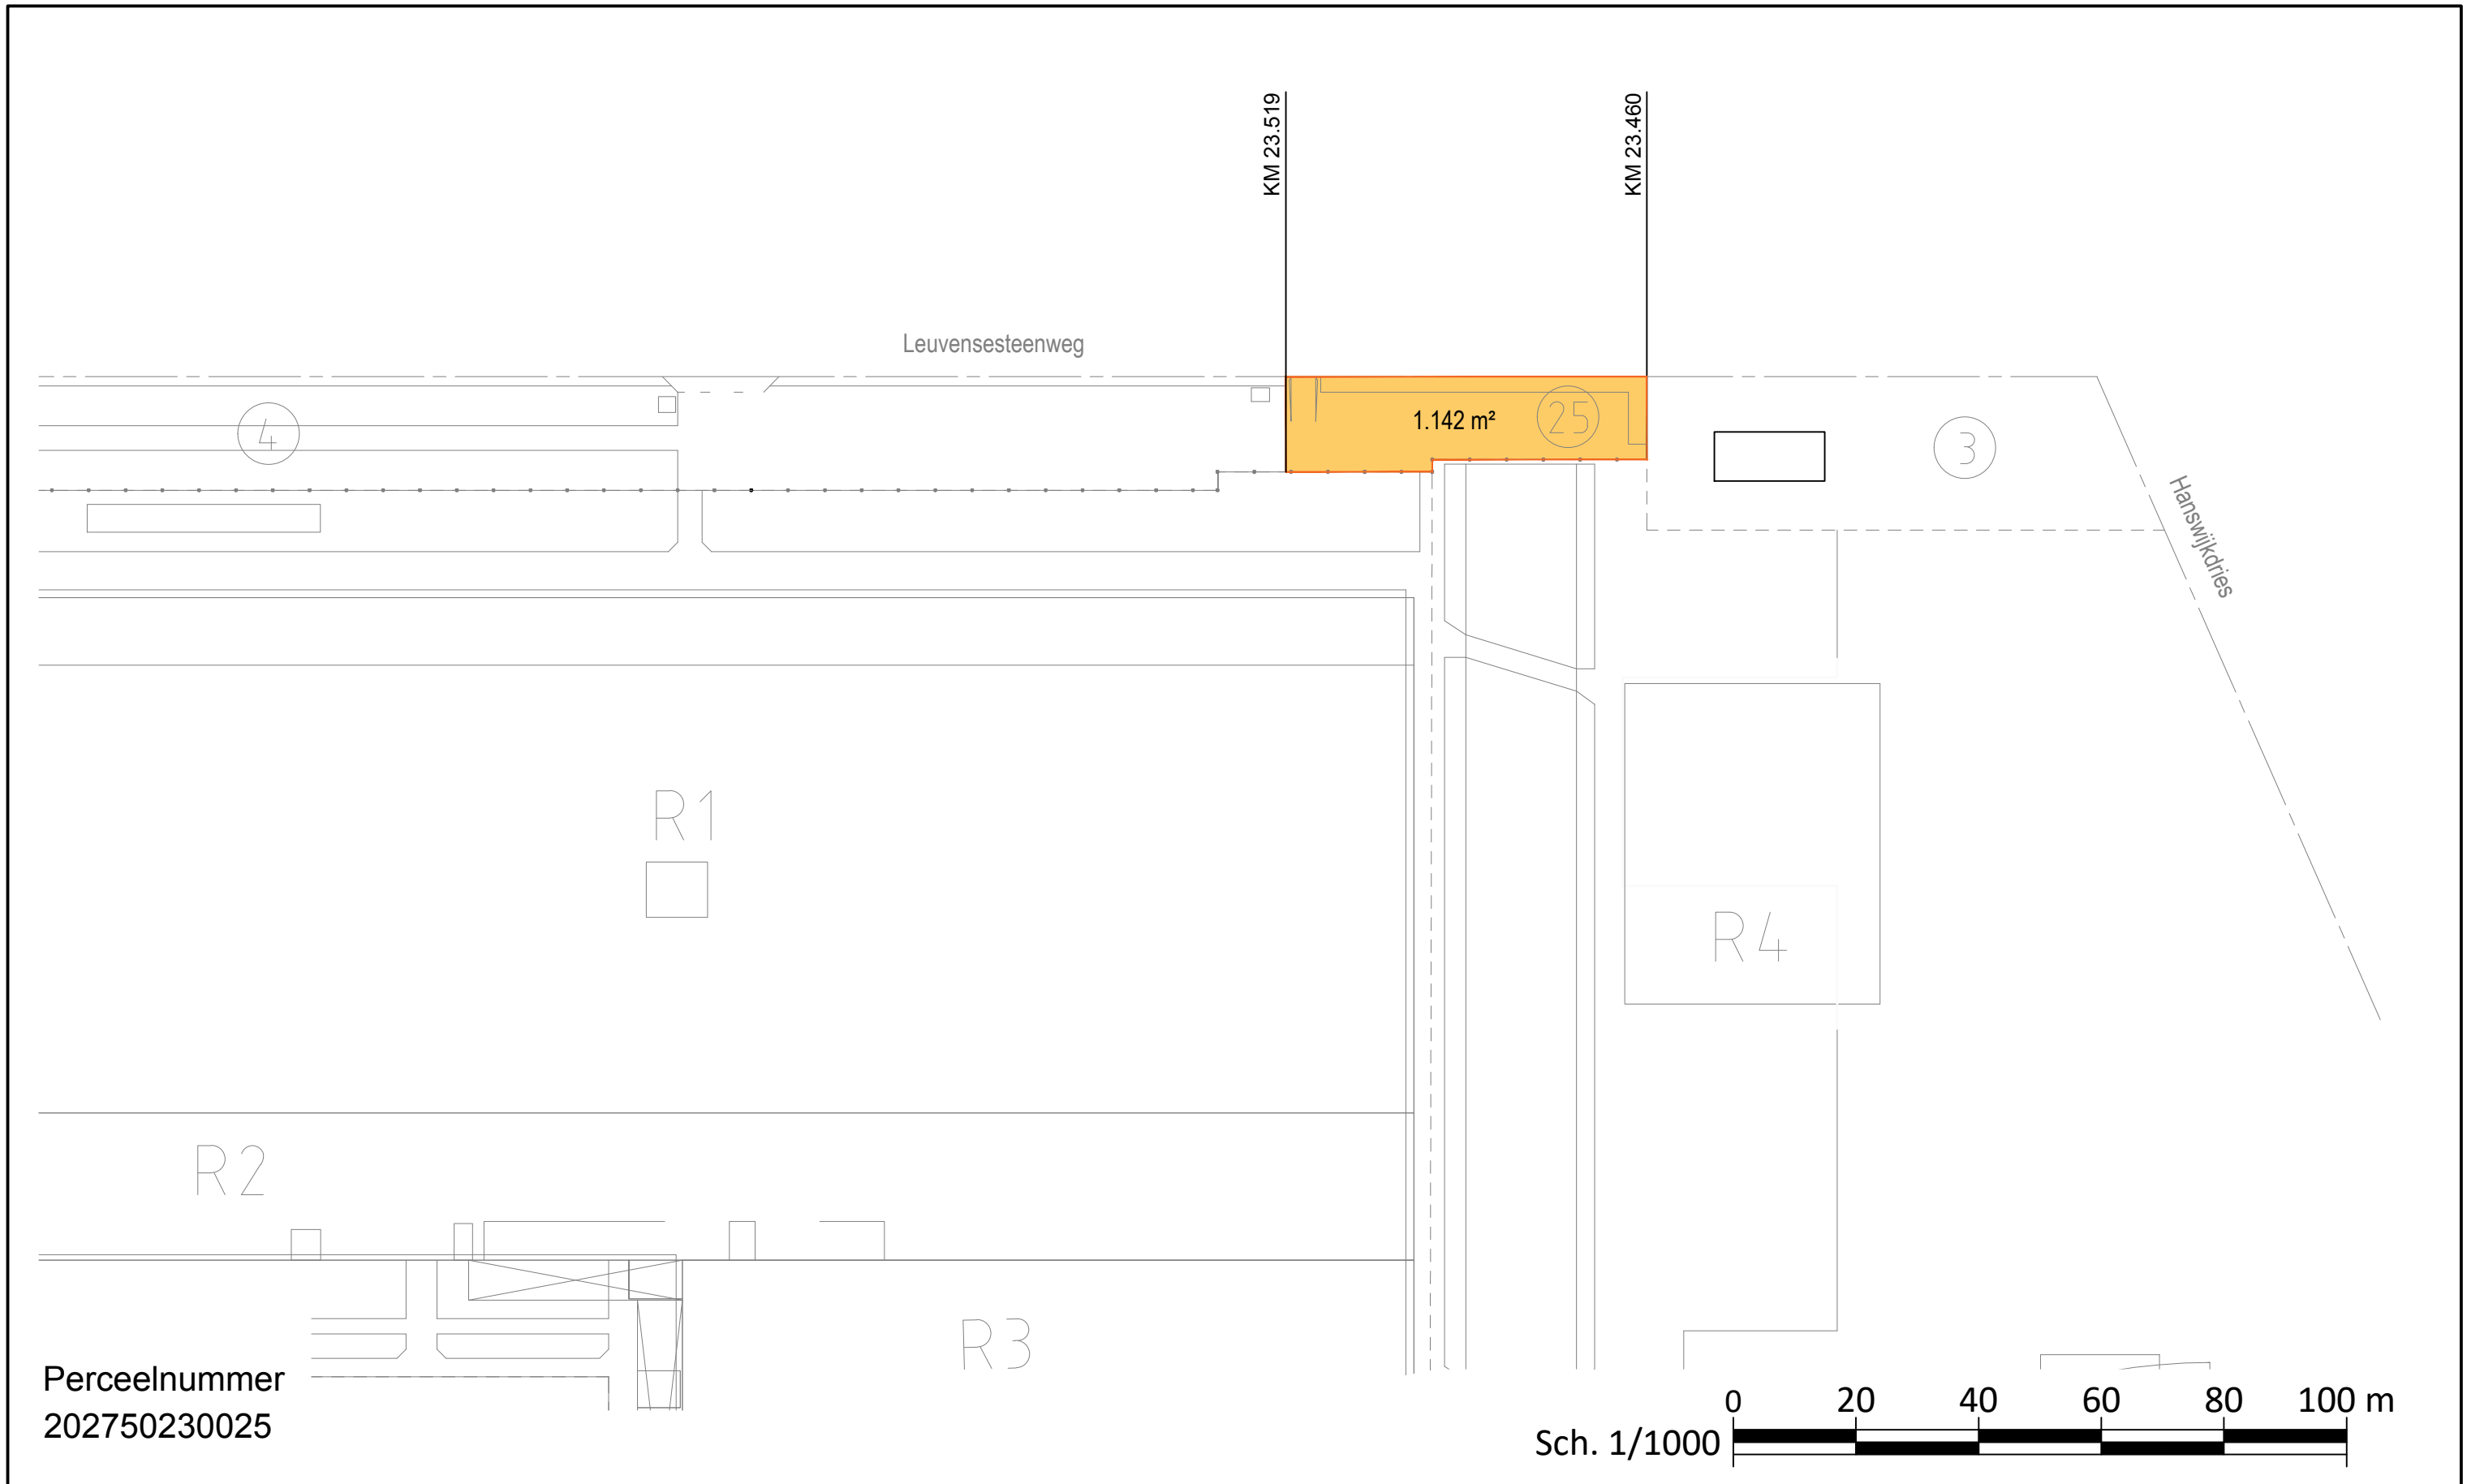 KM 23.519
KM 23.460
Leuvensesteenweg
4
1.142 m²
25
3
Hanswijkdries
R1
R4
R2
R3
Perceelnummer
202750230025
0 20 40 60 80 100 m
Sch. 1/1000